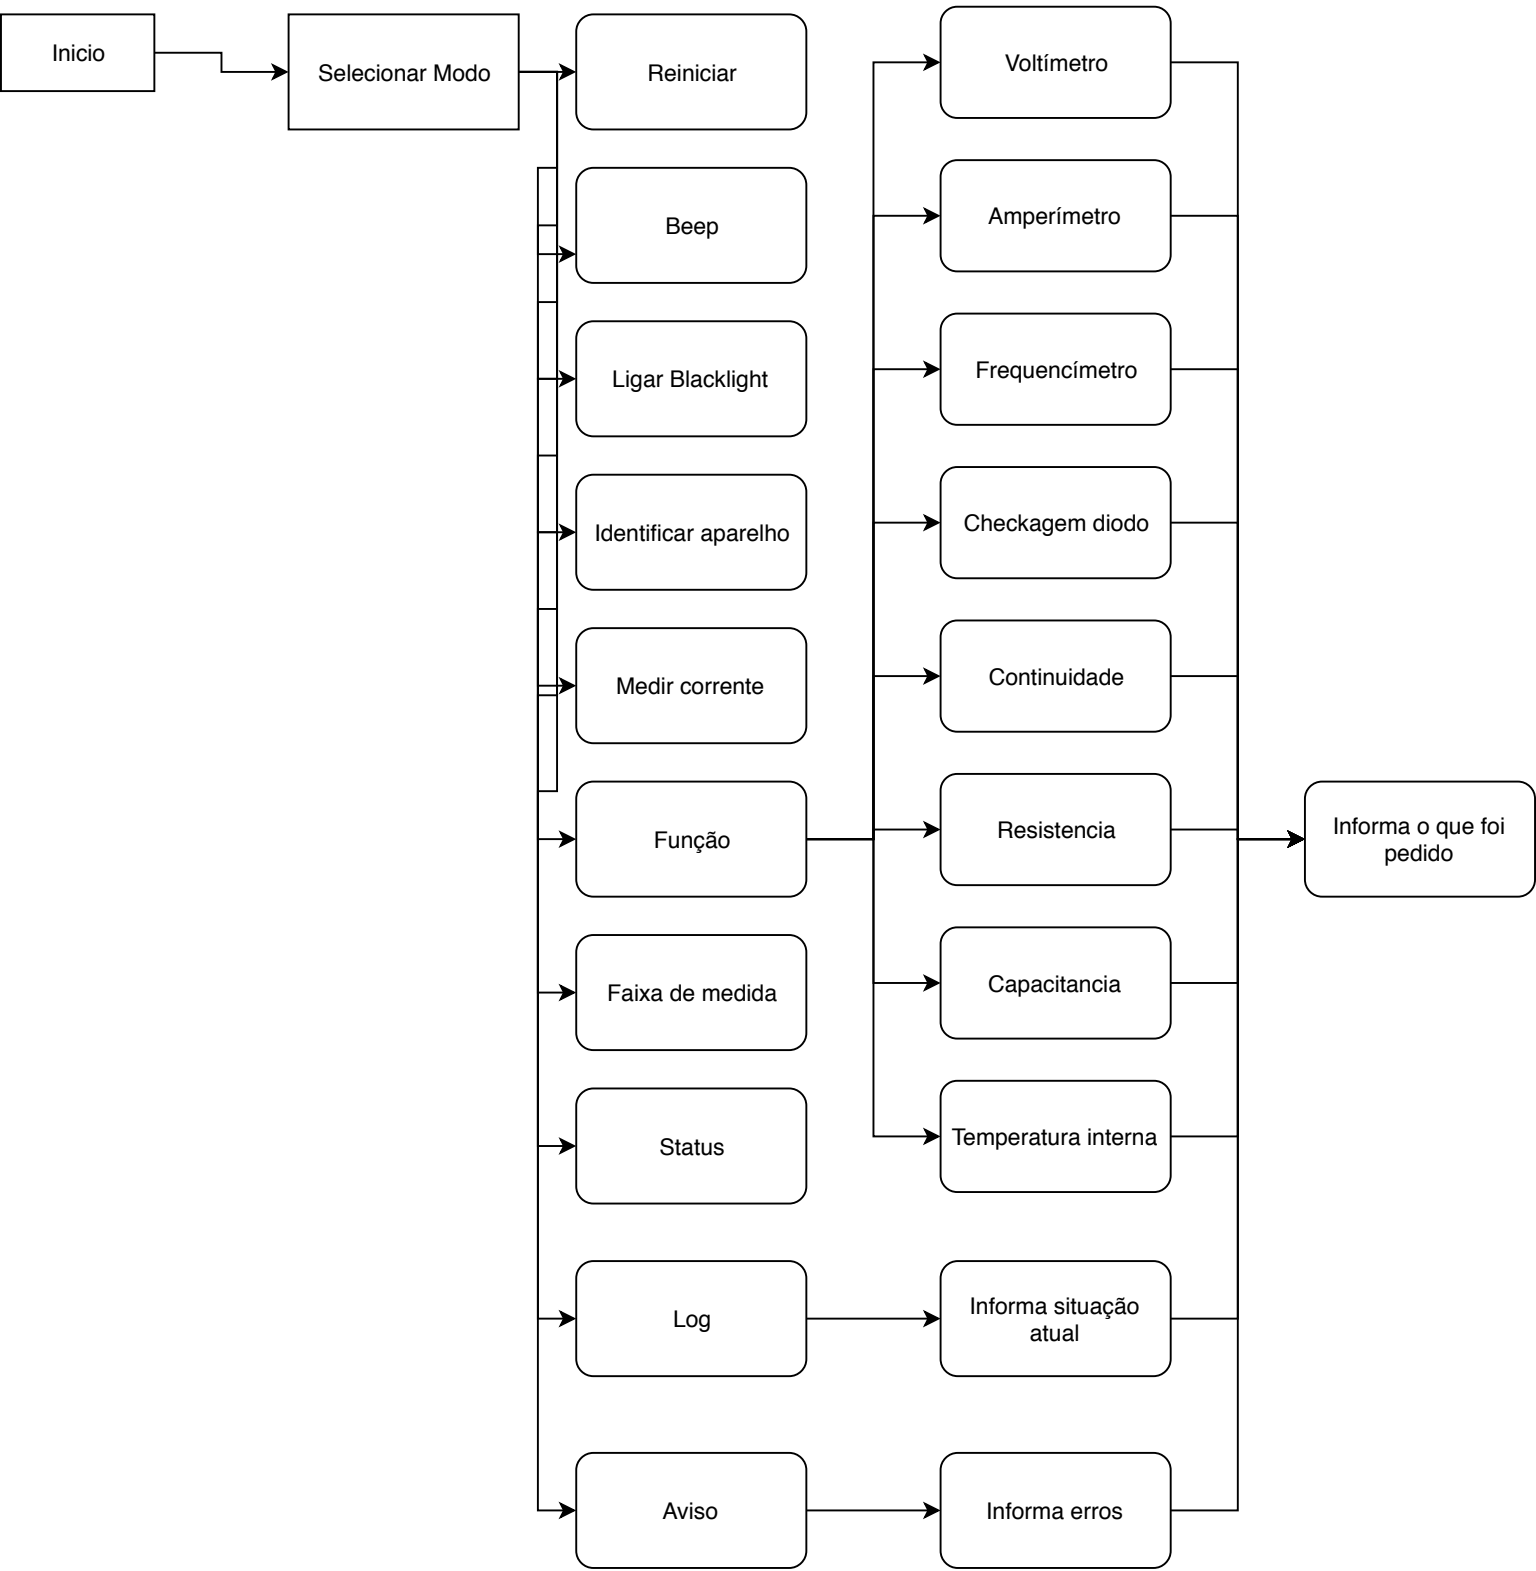 Inicio
Selecionar Modo
Reiniciar
Beep
Ligar Blacklight
Identificar aparelho
Medir corrente
Função
Faixa de medida
Status
Log
Aviso
Voltímetro
Amperímetro
Frequencímetro
Checkagem diodo
Continuidade
Resistencia
Capacitancia
Temperatura interna
Informa situação
atual
Informa erros
Informa o que foi
pedido